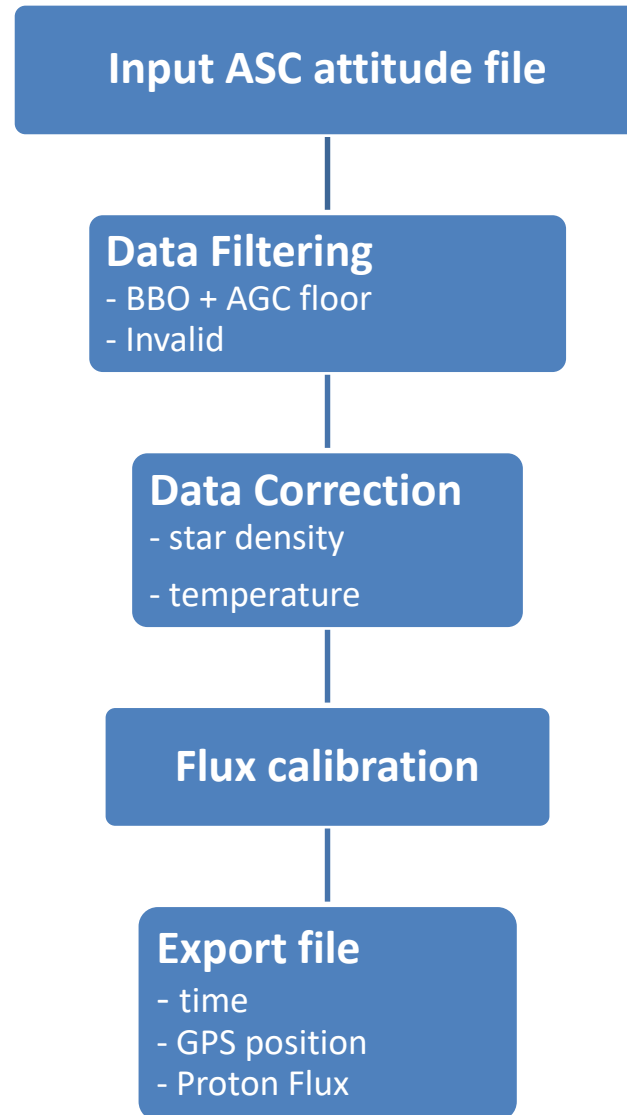 Input ASC attitude file
Data Filtering
- BBO + AGC floor
- Invalid
Data Correction
- star density
- temperature
Flux calibration
Export file
- time
- GPS position
- Proton Flux